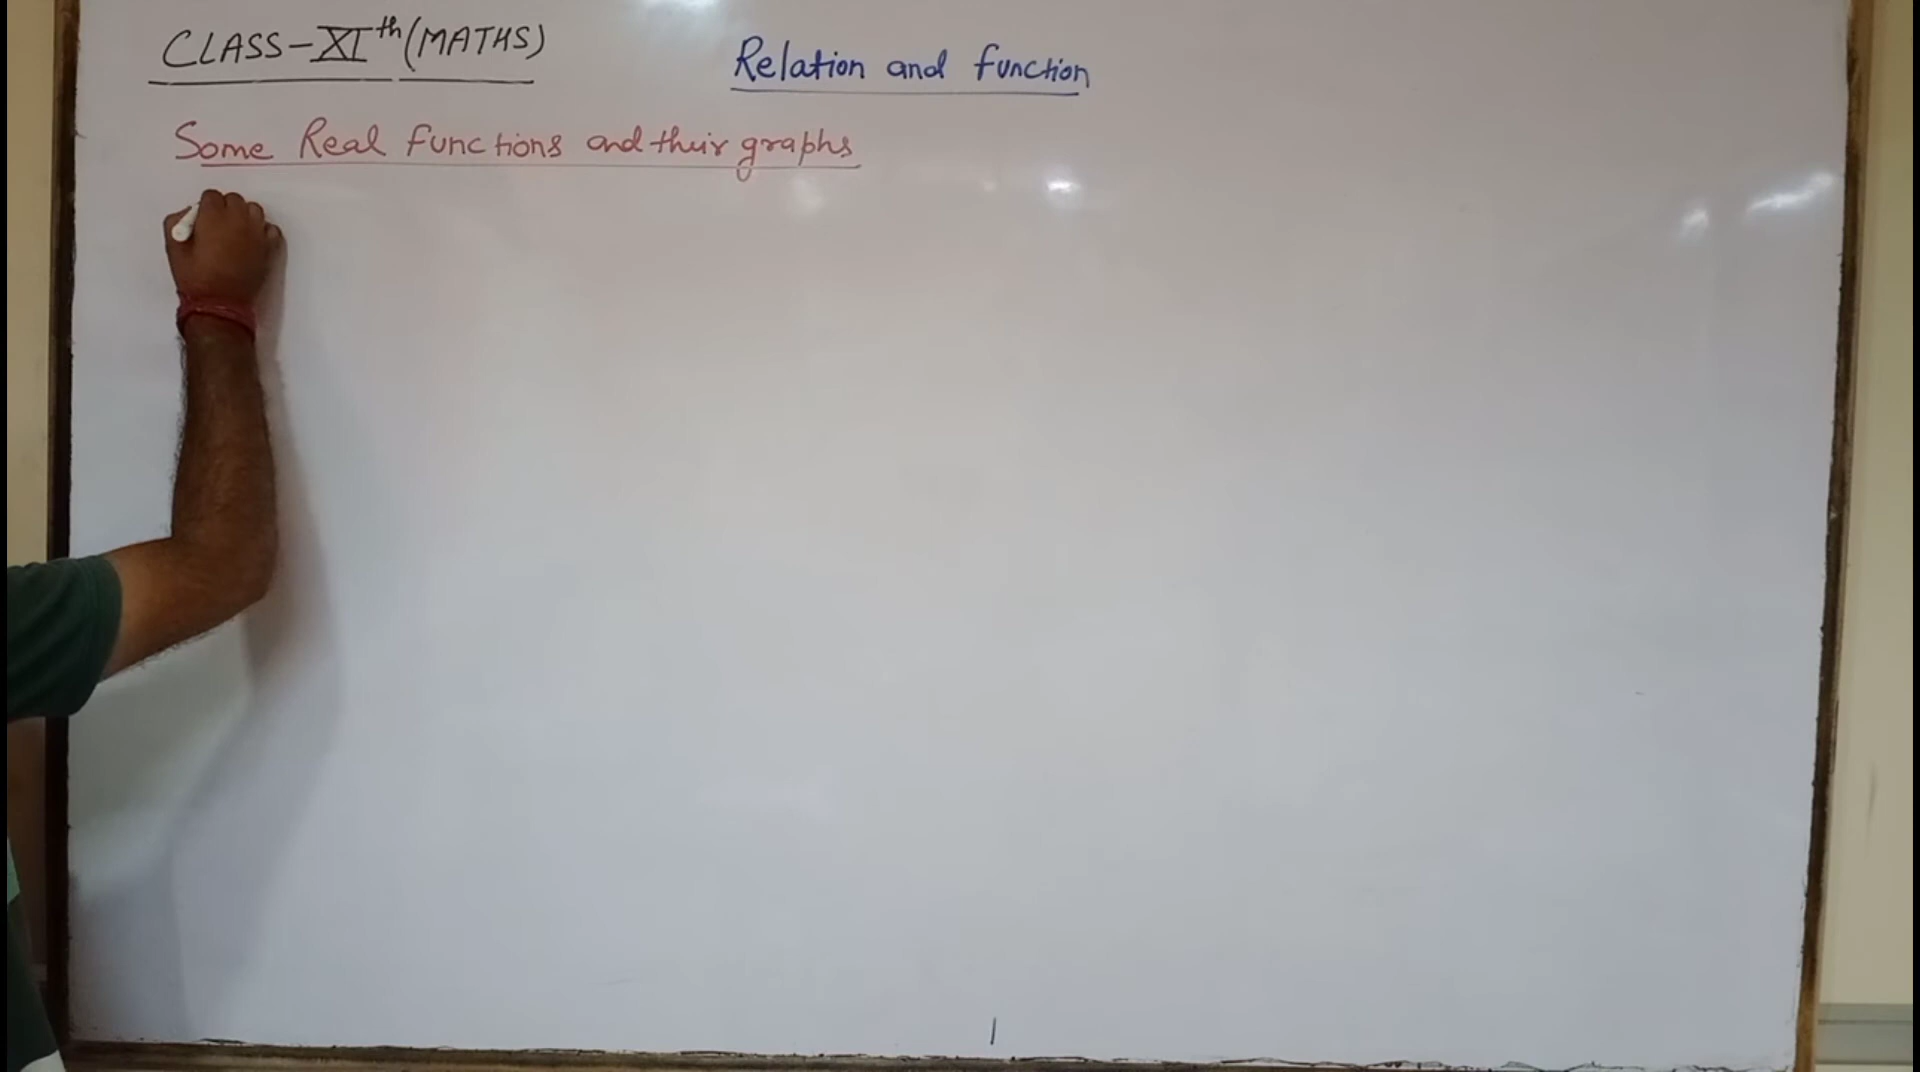 CLASS-XIth (MATHS)
Relation and function
Some Real functions and their graphs